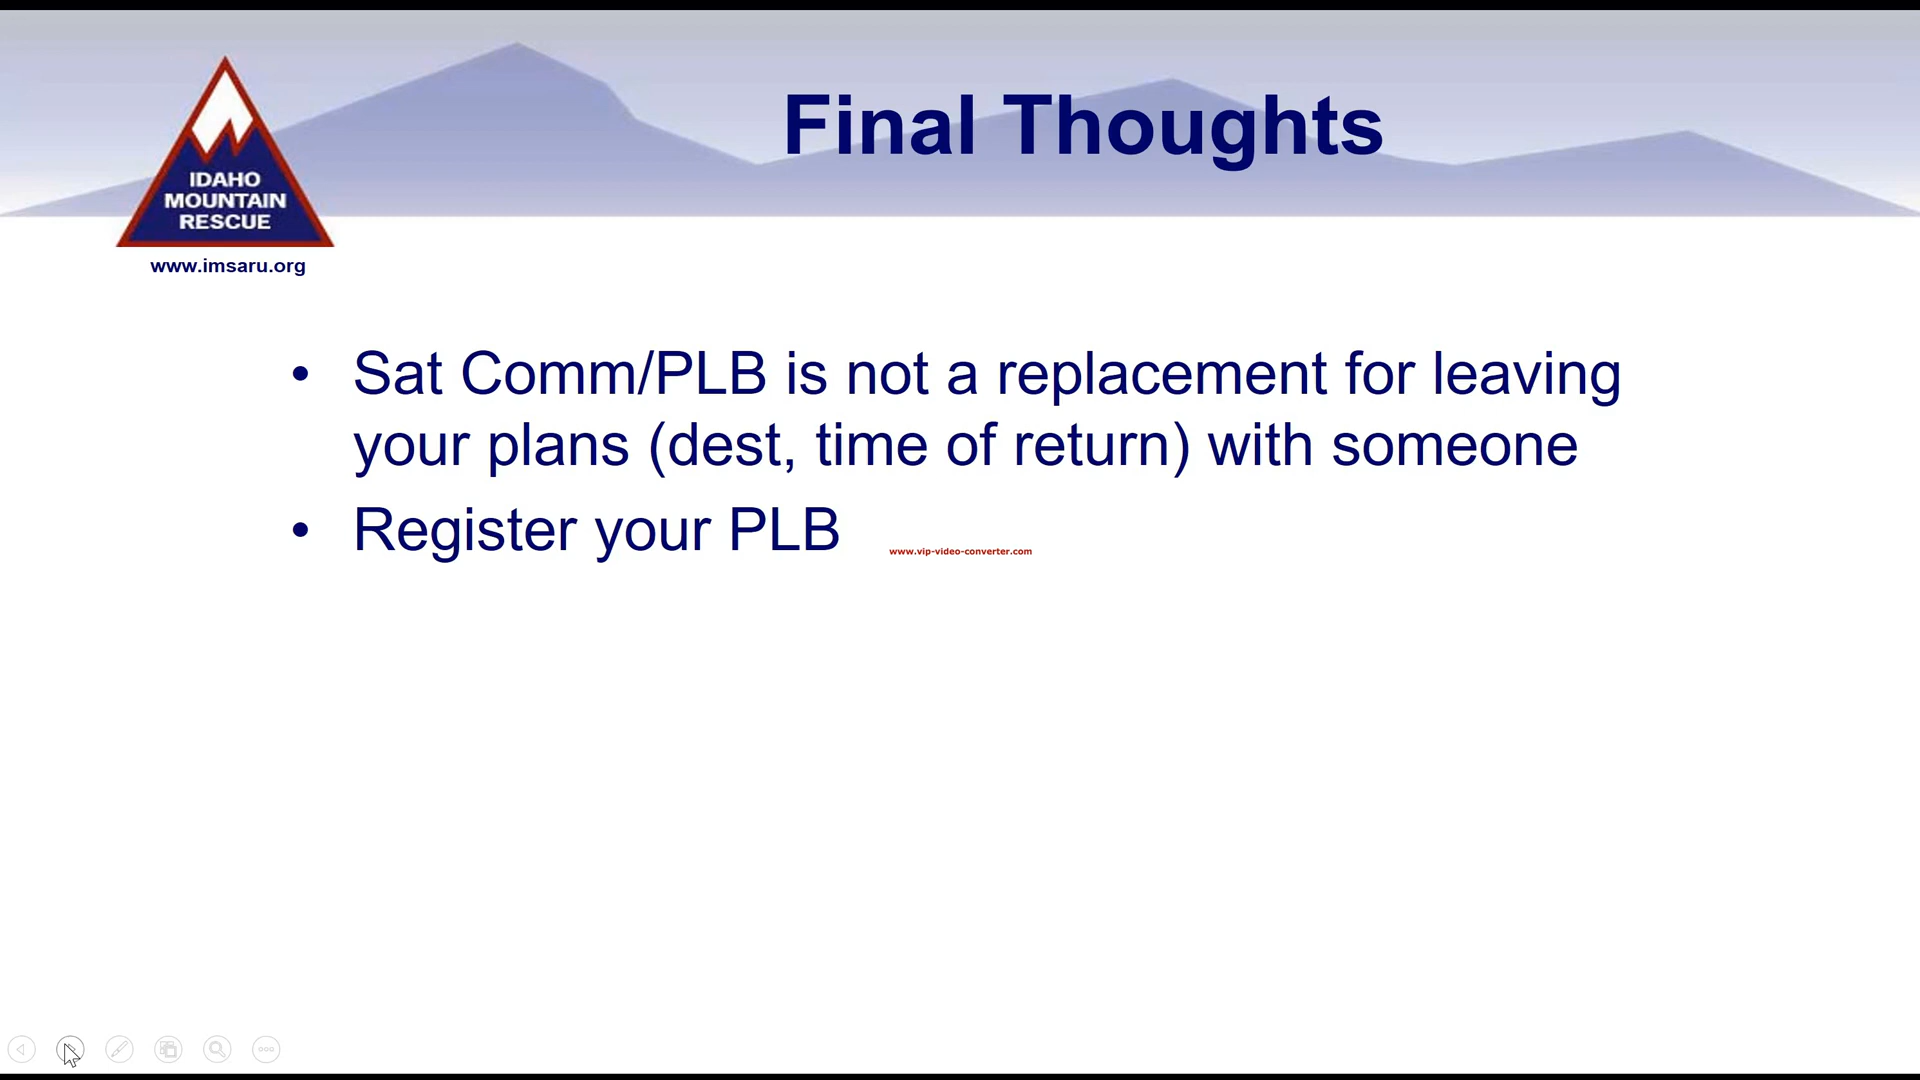 Final Thoughts
IDAHO
MOUNTAIN
RESCUE
www.imsaru.org
• Sat Comm/PLB is not a replacement for leaving
your plans (dest, time of return) with someone
• Register your PLB
www.vip-video-converter.com